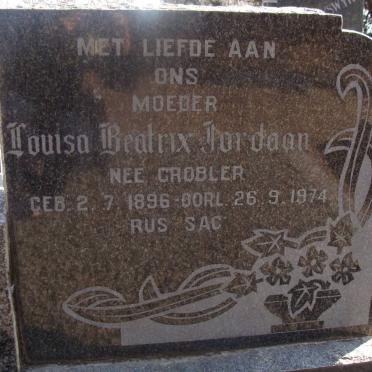 MET LIEFDE AAN
ONS
MOEDER
Louisa Beatrix Jordaan
NEE GROBLER
GEB. 2. 7. 1896 - OORL. 26. 9. 1974
RUS SAG